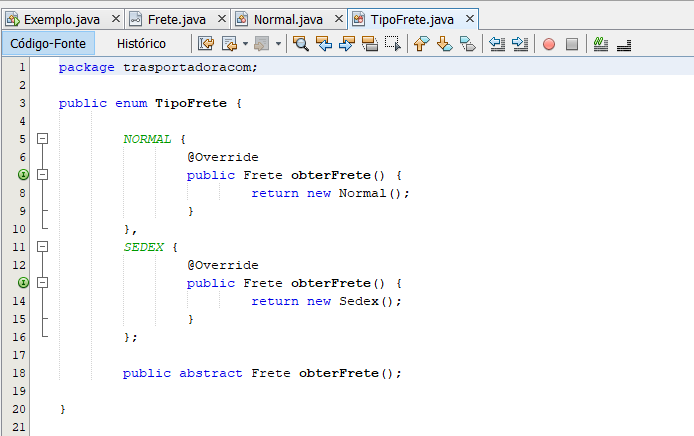 Exemplo.java Frete.java Normal.java TipoFrete.java
Código-Fonte Histórico
1 package trasportadoracom;
2
3 public enum TipoFrete {
4
5 NORMAL {
6 @Override
public Frete obterFrete() {
8 return new Normal();
9 }
10 },
11 SEDEX {
12 @Override
public Frete obterFrete() {
14 return new Sedex();
15 }
16 };
17
18 public abstract Frete obterFrete();
19
20 }
21